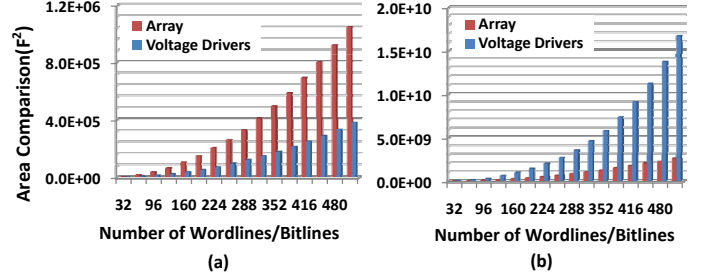 Area Comparison(F²)
1.2E+06
8.0E+05
4.0E+05
0.0E+00
Array
Voltage Drivers
32 96 160 224 288 352 416 480
Number of Wordlines/Bitlines
(a)
2.0E+10
1.5E+10
1.0E+10
5.0E+09
0.0E+00
Array
Voltage Drivers
32 96 160 224 288 352 416 480
Number of Wordlines/Bitlines
(b)